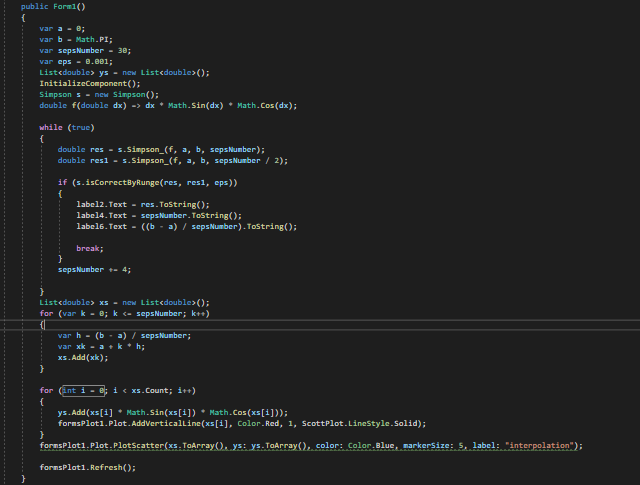 public Form1()
{
var a = 0;
var b = Math.PI;
var sepsNumber = 30;
var eps = 0.001;
List<double> ys = new List<double>();
InitializeComponent();
Simpson s = new Simpson();
double f(double dx) => dx * Math.Sin(dx) * Math.Cos(dx);
while (true)
{
double res = s.Simpson_(f, a, b, sepsNumber);
double res1 = s.Simpson_(f, a, b, sepsNumber / 2);
if (s.isCorrectByRunge(res, res1, eps))
{
label2.Text = res.ToString();
label4.Text = sepsNumber.ToString();
label6.Text = ((b - a) / sepsNumber).ToString();
break;
}
sepsNumber += 4;
}
List<double> xs = new List<double>();
for (var k = 0; k <= sepsNumber; k++)
{
var h = (b - a) / sepsNumber;
var xk = a + k * h;
xs.Add(xk);
}
for (int i = 0; i < xs.Count; i++)
{
ys.Add(xs[i] * Math.Sin(xs[i]) * Math.Cos(xs[i]));
formsPlot1.Plot.AddVerticalLine(xs[i], Color.Red, 1, ScottPlot.LineStyle.Solid);
}
formsPlot1.Plot.PlotScatter(xs.ToArray(), ys: ys.ToArray(), color: Color.Blue, markerSize: 5, label: "interpolation");
formsPlot1.Refresh();
}